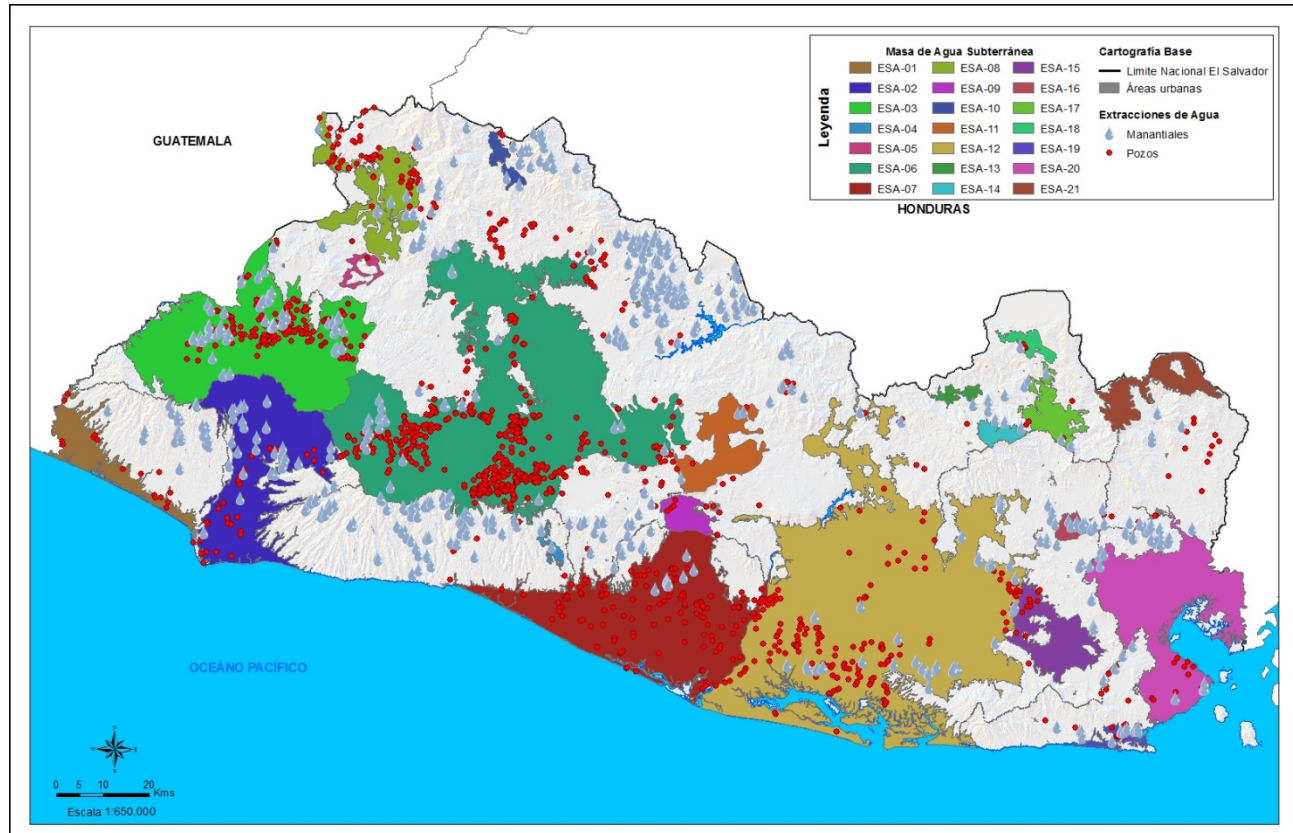 Masa de Agua Subterránea
Cartografía Base
Leyenda
ESA-01
ESA-02
ESA-03
ESA-04
ESA-05
ESA-06
ESA-07
ESA-08
ESA-09
ESA-10
ESA-11
ESA-12
ESA-13
ESA-14
ESA-15
ESA-16
ESA-17
ESA-18
ESA-19
ESA-20
ESA-21
Limite Nacional El Salvador
Áreas urbanas
Extracciones de Agua
Manantiales
Pozos
GUATEMALA
HONDURAS
OCEÁNO PACÍFICO
0 5 10 20
Kms
Escala 1:650,000